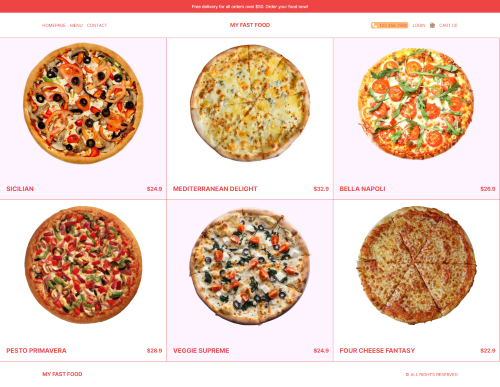 Free delivery for all orders over $50. Order your food now!
HOMEPAGE MENU CONTACT
MY FAST FOOD
123 456 7890
LOGIN
CART (3)
SICILIAN $24.9
MEDITERRANEAN DELIGHT $32.9
BELLA NAPOLI $26.9
PESTO PRIMAVERA $28.9
VEGGIE SUPREME $24.9
FOUR CHEESE FANTASY $22.9
MY FAST FOOD
© ALL RIGHTS RESERVED